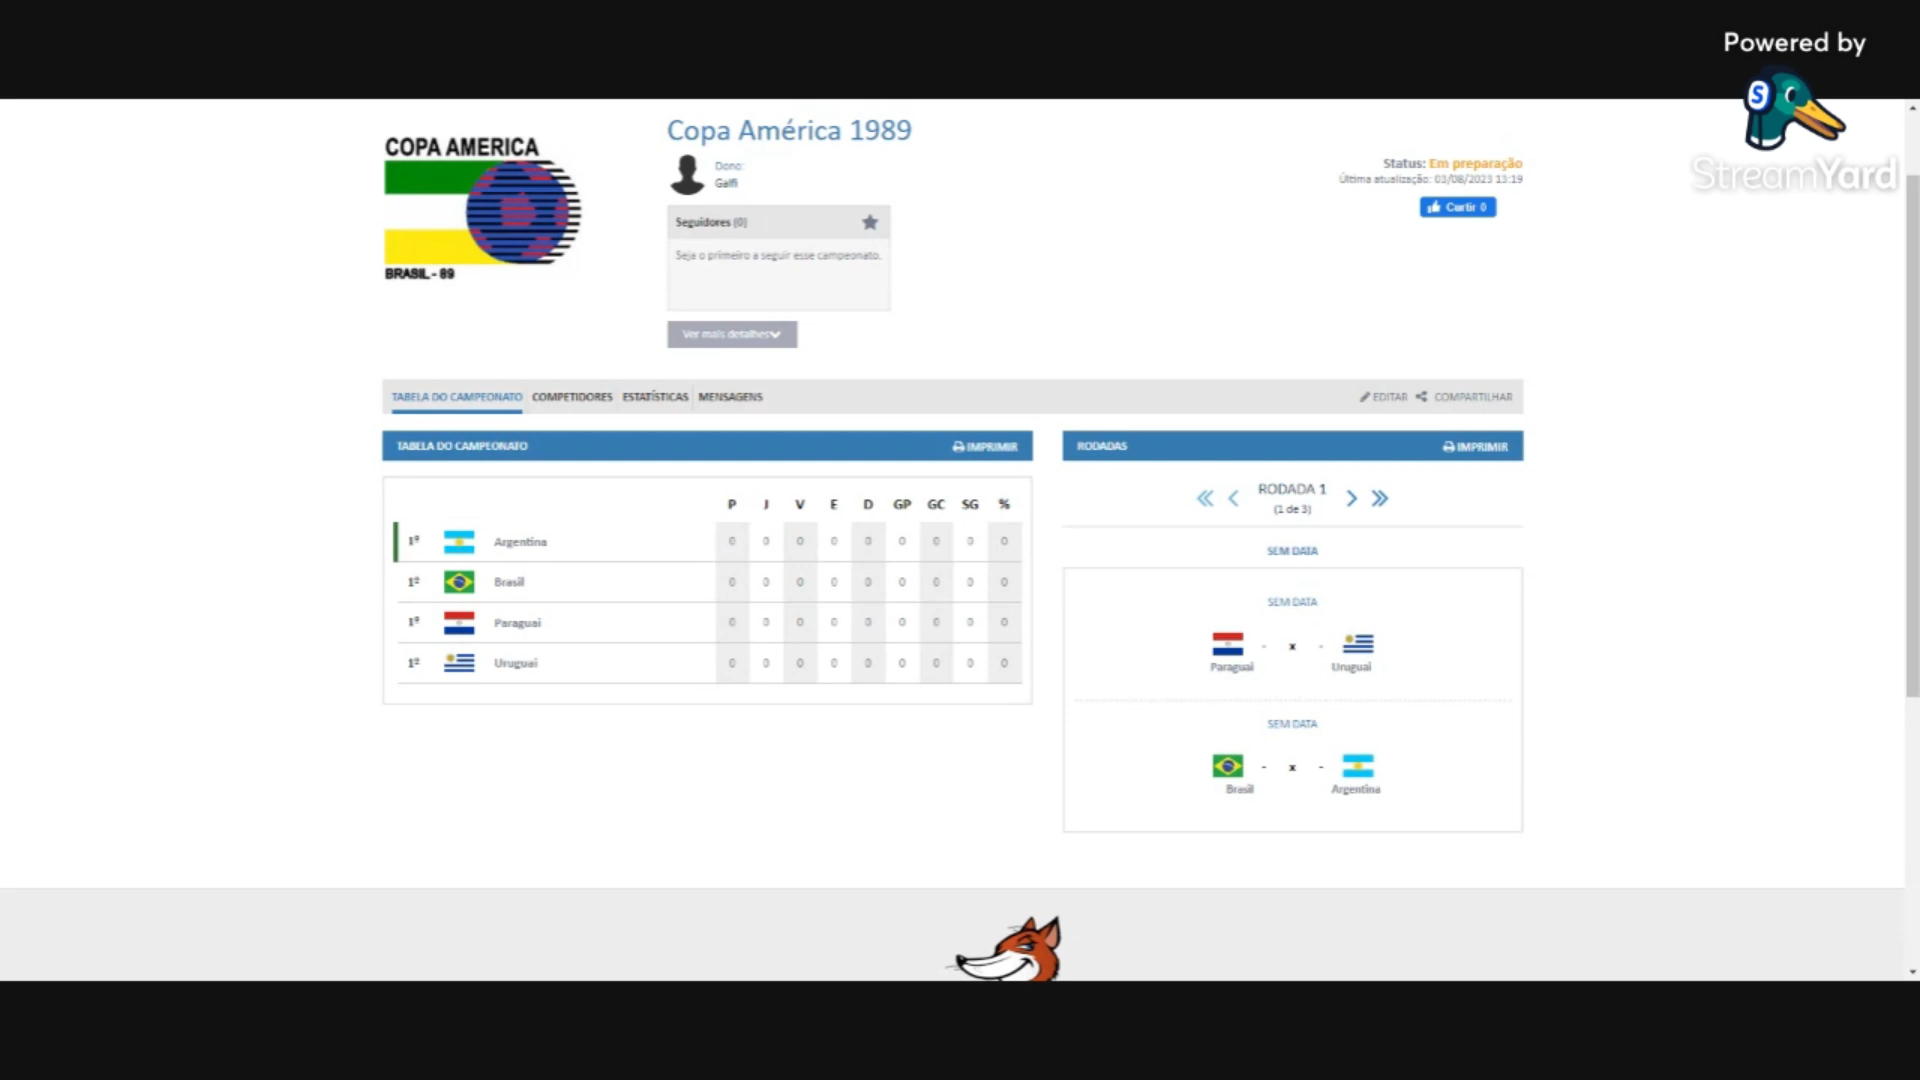 Powered by
StreamYard
COPA AMERICA
BRASIL - 89
Copa América 1989
Dono:
Galfi
Seguidores (0)
Seja o primeiro a seguir esse campeonato.
Ver mais detalhes
Status: Em preparação
Última atualização: 03/08/2023 13:19
Curtir 0
TABELA DO CAMPEONATO COMPETIDORES ESTATÍSTICAS MENSAGENS
EDITAR COMPARTILHAR
TABELA DO CAMPEONATO IMPRIMIR
P J V E D GP GC SG %
1º Argentina 0 0 0 0 0 0 0 0 0
1º Brasil 0 0 0 0 0 0 0 0 0
1º Paraguai 0 0 0 0 0 0 0 0 0
1º Uruguai 0 0 0 0 0 0 0 0 0
RODADAS IMPRIMIR
RODADA 1
(1 de 3)
SEM DATA
SEM DATA
- x -
Paraguai Uruguai
SEM DATA
- x -
Brasil Argentina